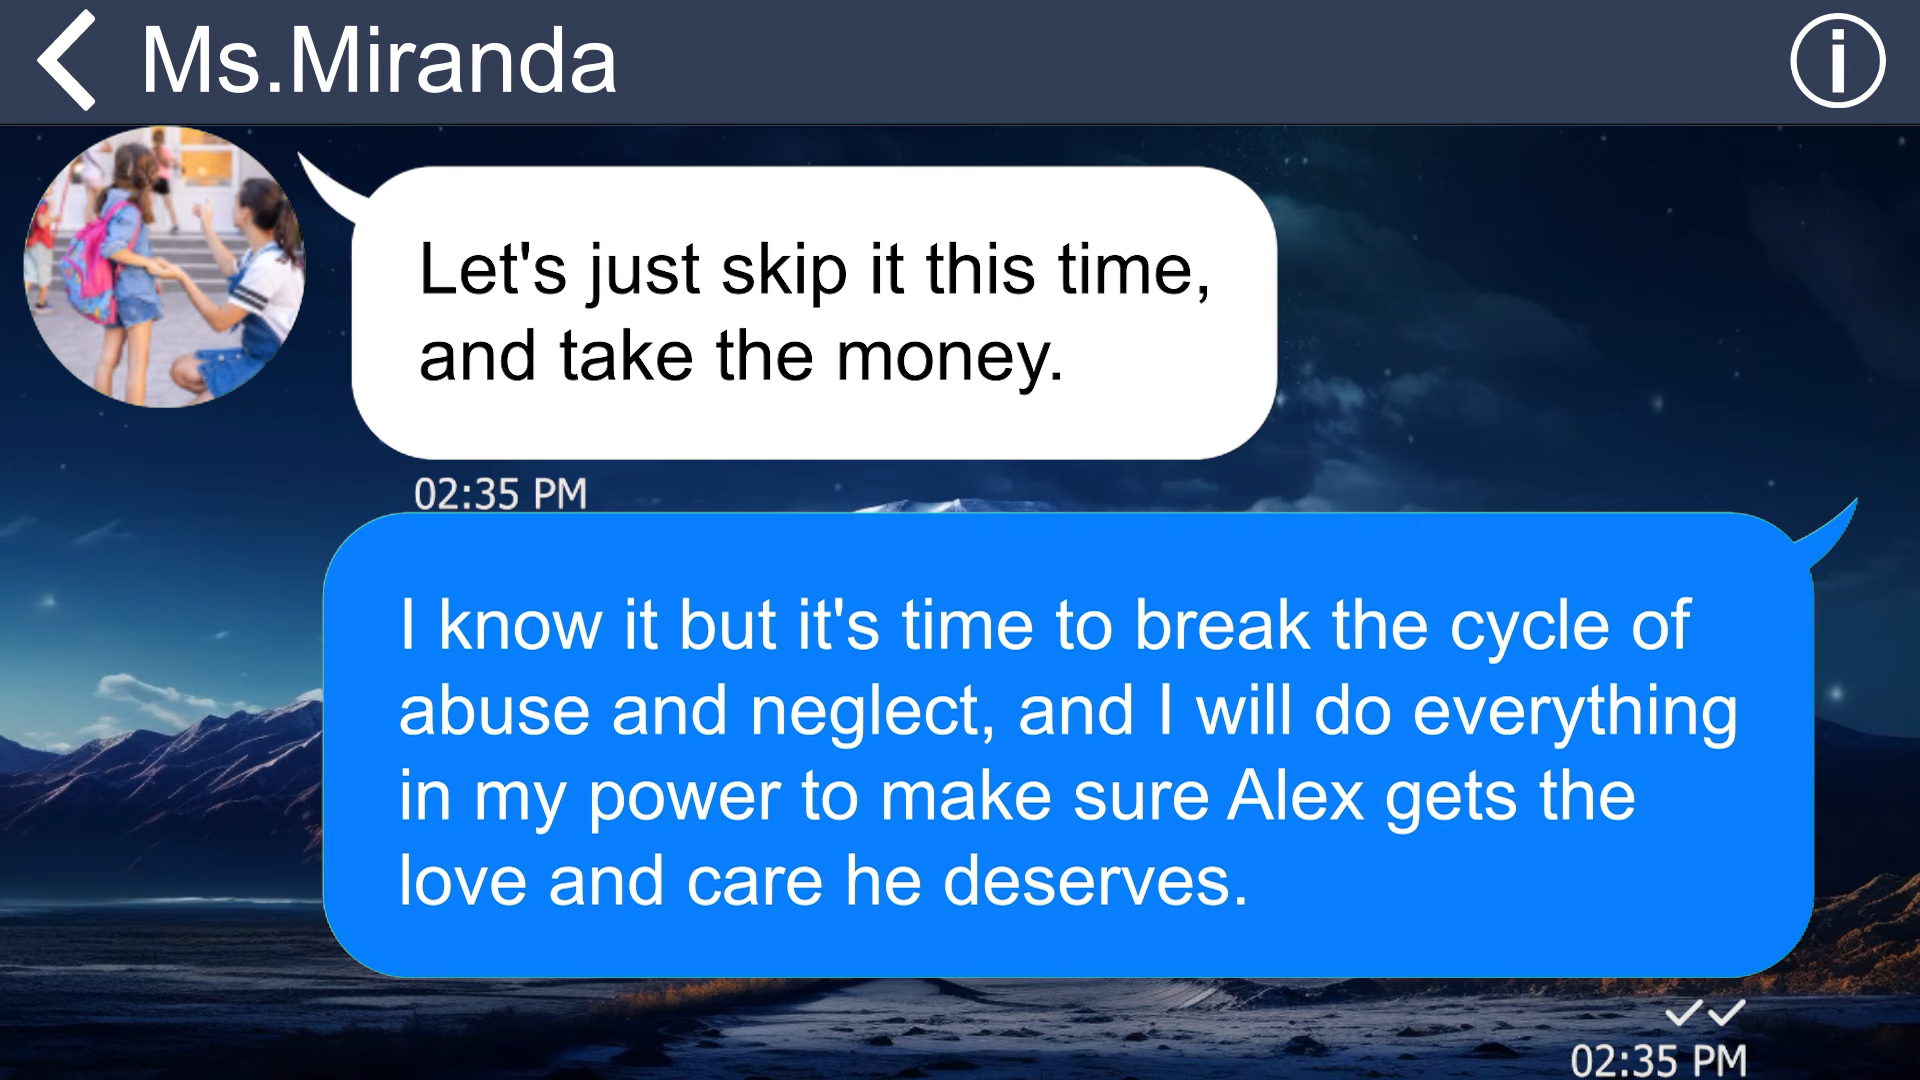 Ms.Miranda
Let's just skip it this time,
and take the money.
02:35 PM
I know it but it's time to break the cycle of
abuse and neglect, and I will do everything
in my power to make sure Alex gets the
love and care he deserves.
02:35 PM